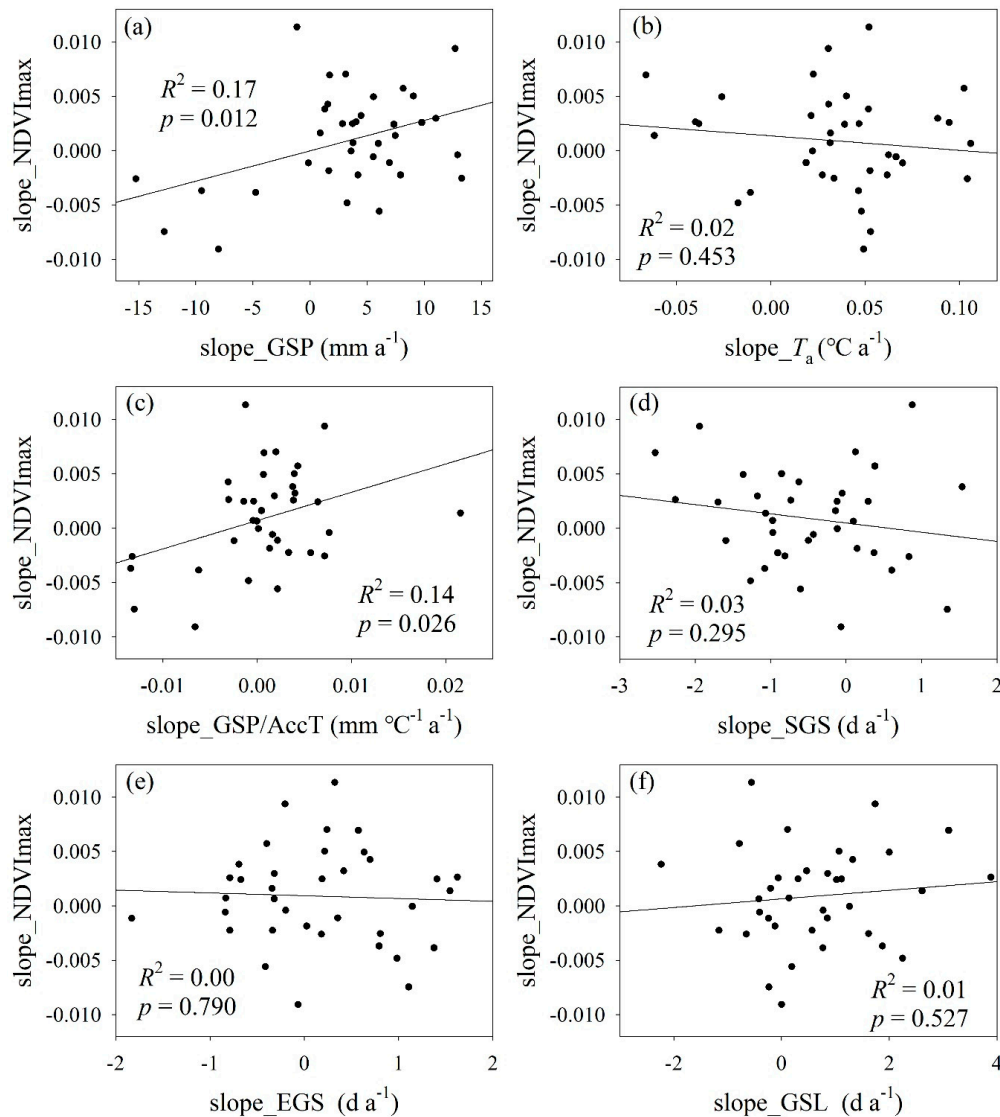 (a)
R² = 0.17
p = 0.012
slope_NDVImax
0.010
0.005
0.000
-0.005
-0.010
-15 -10 -5 0 5 10 15
slope_GSP (mm a⁻¹)
(b)
R² = 0.02
p = 0.453
slope_NDVImax
0.010
0.005
0.000
-0.005
-0.010
-0.05 0.00 0.05 0.10
slope_Tₐ (℃ a⁻¹)
(c)
R² = 0.14
p = 0.026
slope_NDVImax
0.010
0.005
0.000
-0.005
-0.010
-0.01 0.00 0.01 0.02
slope_GSP/AccT (mm ℃⁻¹ a⁻¹)
(d)
R² = 0.03
p = 0.295
slope_NDVImax
0.010
0.005
0.000
-0.005
-0.010
-3 -2 -1 0 1 2
slope_SGS (d a⁻¹)
(e)
R² = 0.00
p = 0.790
slope_NDVImax
0.010
0.005
0.000
-0.005
-0.010
-2 -1 0 1 2
slope_EGS (d a⁻¹)
(f)
R² = 0.01
p = 0.527
slope_NDVImax
0.010
0.005
0.000
-0.005
-0.010
-2 0 2 4
slope_GSL (d a⁻¹)